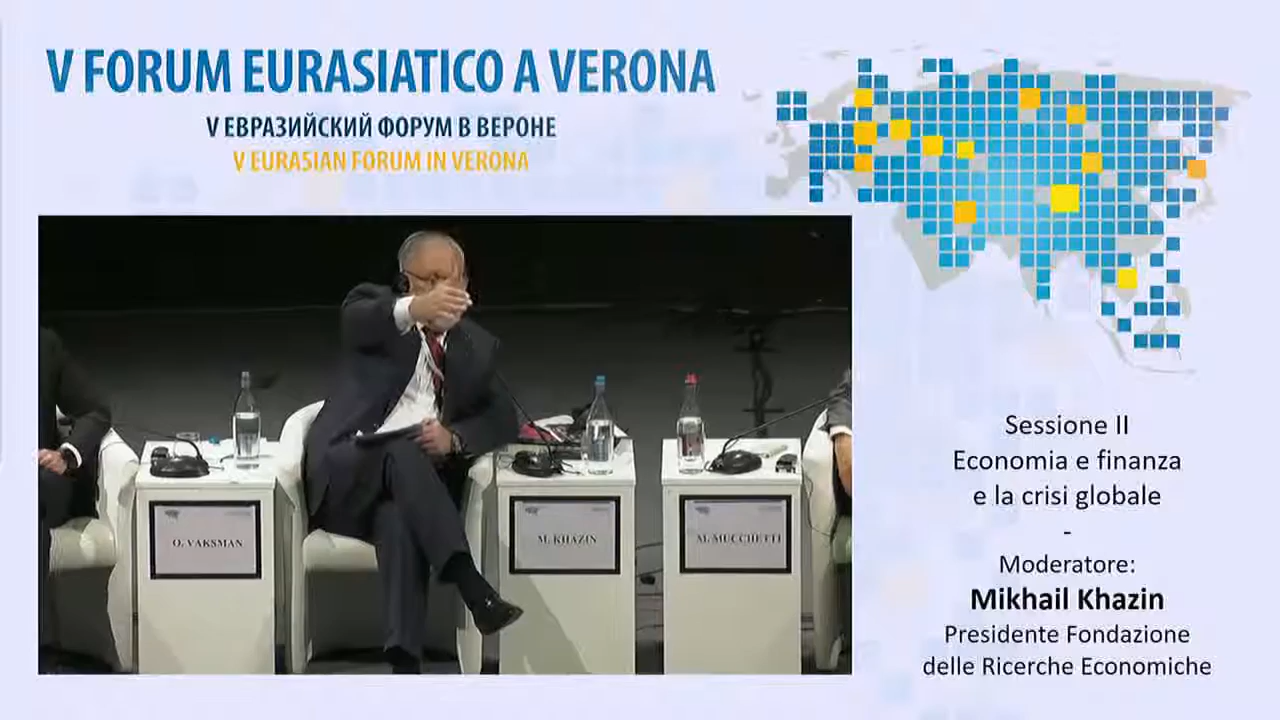 V FORUM EURASIATICO A VERONA
V ЕВРАЗИЙСКИЙ ФОРУМ В ВЕРОНЕ
V EURASIAN FORUM IN VERONA
O. VAKSMAN
M. KHAZIN
M. MUCCHETTI
Sessione II
Economia e finanza
e la crisi globale
-
Moderatore:
Mikhail Khazin
Presidente Fondazione
delle Ricerche Economiche